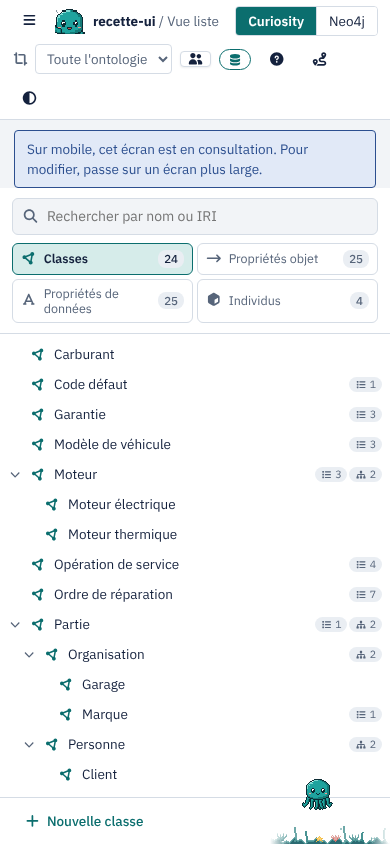 recette-ui / Vue liste
Curiosity
Neo4j
Toute l'ontologie
Sur mobile, cet écran est en consultation. Pour
modifier, passe sur un écran plus large.
Rechercher par nom ou IRI
Classes 24
Propriétés objet 25
Propriétés de
données 25
Individus 4
Carburant
Code défaut 1
Garantie 3
Modèle de véhicule 3
Moteur 3 2
Moteur électrique
Moteur thermique
Opération de service 4
Ordre de réparation 7
Partie 1 2
Organisation 2
Garage
Marque 1
Personne 2
Client
+ Nouvelle classe